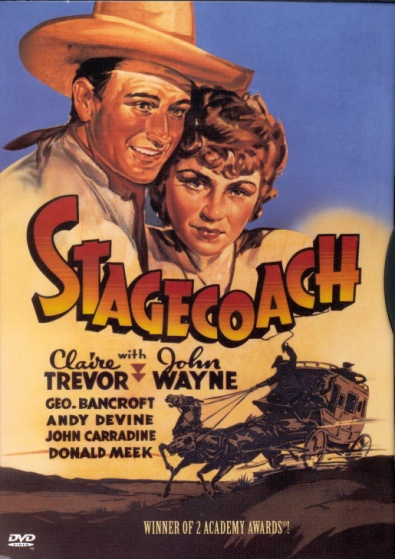 STAGECOACH
Claire with John
TREVOR WAYNE
GEO. BANCROFT
ANDY DEVINE
JOHN CARRADINE
DONALD MEEK
WINNER OF 2 ACADEMY AWARDS®!
DVD